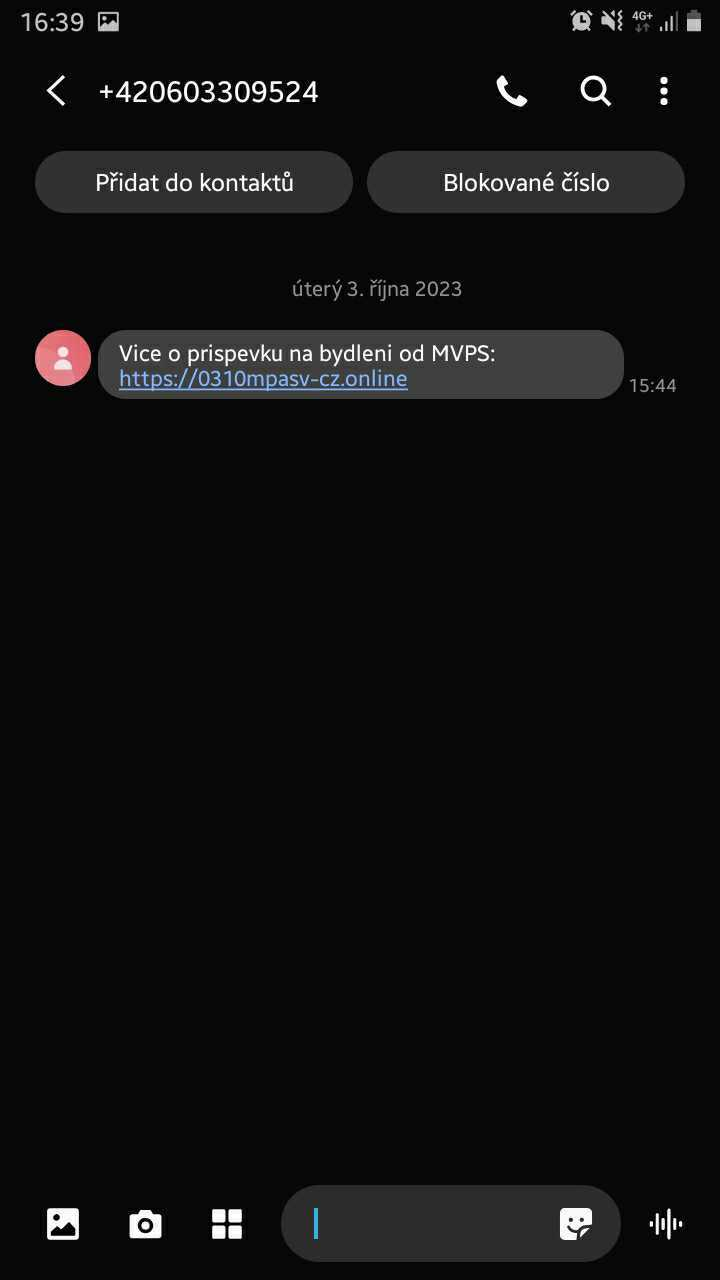 16:39
4G+
+420603309524
Přidat do kontaktů
Blokované číslo
úterý 3. října 2023
Vice o prispevku na bydleni od MVPS:
https://0310mpasv-cz.online
15:44